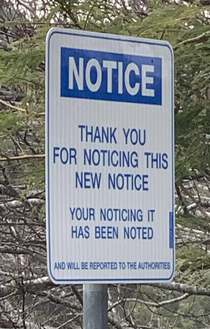 NOTICE
THANK YOU
FOR NOTICING THIS
NEW NOTICE
YOUR NOTICING IT
HAS BEEN NOTED
AND WILL BE REPORTED TO THE AUTHORITIES